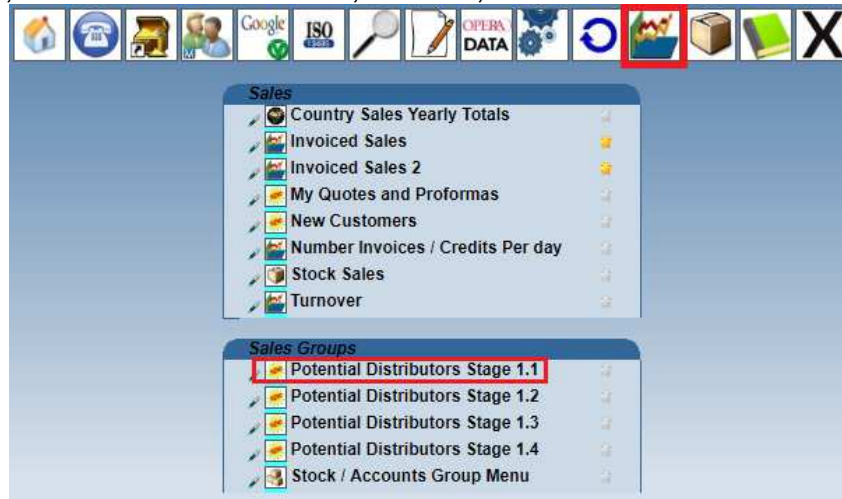 Google
ISO
OPERA
DATA
X
M
Sales
Country Sales Yearly Totals
Invoiced Sales
Invoiced Sales 2
My Quotes and Proformas
New Customers
Number Invoices / Credits Per day
Stock Sales
Turnover
Sales Groups
Potential Distributors Stage 1.1
Potential Distributors Stage 1.2
Potential Distributors Stage 1.3
Potential Distributors Stage 1.4
Stock / Accounts Group Menu